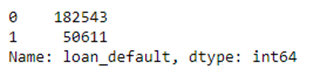 0    182543
1     50611
Name: loan_default, dtype: int64